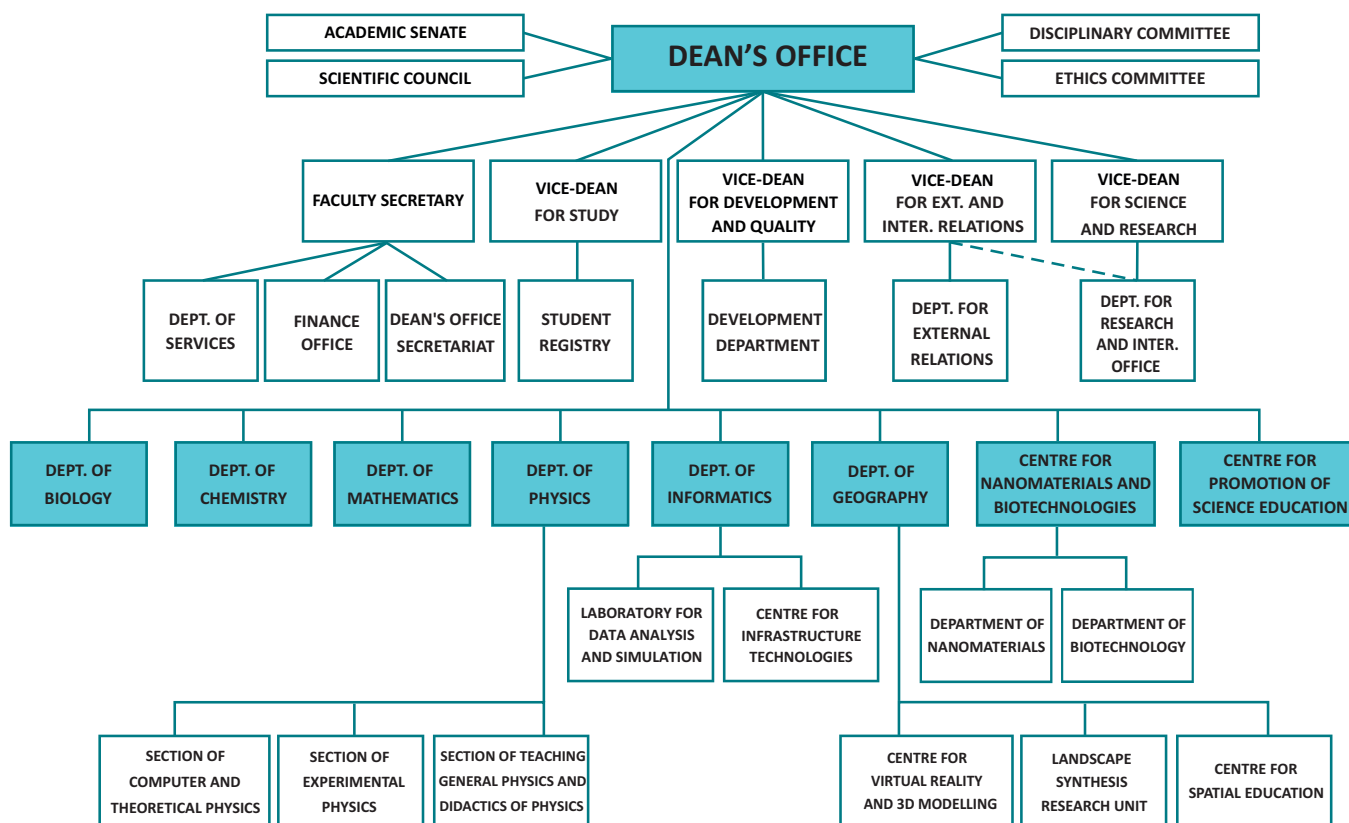 ACADEMIC SENATE
SCIENTIFIC COUNCIL
DEAN'S OFFICE
DISCIPLINARY COMMITTEE
ETHICS COMMITTEE
FACULTY SECRETARY
VICE-DEAN
FOR STUDY
VICE-DEAN
FOR DEVELOPMENT
AND QUALITY
VICE-DEAN
FOR EXT. AND
INTER. RELATIONS
VICE-DEAN
FOR SCIENCE
AND RESEARCH
DEPT. OF
SERVICES
FINANCE
OFFICE
DEAN'S OFFICE
SECRETARIAT
STUDENT
REGISTRY
DEVELOPMENT
DEPARTMENT
DEPT. FOR
EXTERNAL
RELATIONS
DEPT. FOR
RESEARCH
AND INTER.
OFFICE
DEPT. OF
BIOLOGY
DEPT. OF
CHEMISTRY
DEPT. OF
MATHEMATICS
DEPT. OF
PHYSICS
DEPT. OF
INFORMATICS
DEPT. OF
GEOGRAPHY
CENTRE FOR
NANOMATERIALS AND
BIOTECHNOLOGIES
CENTRE FOR
PROMOTION OF
SCIENCE EDUCATION
LABORATORY FOR
DATA ANALYSIS
AND SIMULATION
CENTRE FOR
INFRASTRUCTURE
TECHNOLOGIES
DEPARTMENT OF
NANOMATERIALS
DEPARTMENT OF
BIOTECHNOLOGY
SECTION OF
COMPUTER AND
THEORETICAL PHYSICS
SECTION OF
EXPERIMENTAL
PHYSICS
SECTION OF TEACHING
GENERAL PHYSICS AND
DIDACTICS OF PHYSICS
CENTRE FOR
VIRTUAL REALITY
AND 3D MODELLING
LANDSCAPE
SYNTHESIS
RESEARCH UNIT
CENTRE FOR
SPATIAL EDUCATION